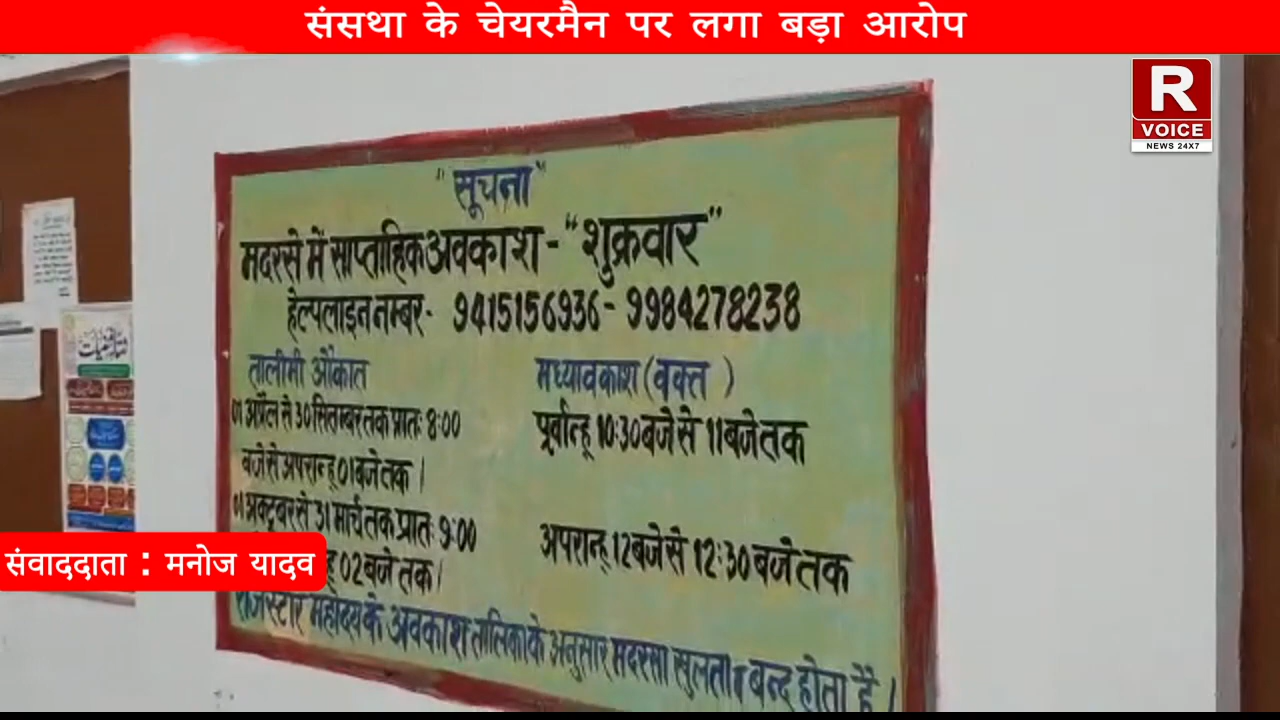 संसथा के चेयरमैन पर लगा बड़ा आरोप
R
VOICE
NEWS 24X7
"सूचना"
मदरसे में साप्ताहिक अवकाश - "शुक्रवार"
हेल्पलाइन नम्बर - 9415156936 - 9984278238
तालीमी औकात
मध्यावकाश (वक्त )
01 अप्रैल से 30 सितम्बर तक प्रातः 8:00
पूर्वान्ह् 10:30 बजे से 11 बजे तक
बजे से अपरान्ह् 01 बजे तक ।
01 अक्टूबर से 31 मार्च तक प्रातः 9:00
अपरान्ह् 12 बजे से 12:30 बजे तक
02 बजे तक ।
महोदय के अवकाश तालिका के अनुसार मदरसा व बन्द होता है ।
संवाददाता : मनोज यादव